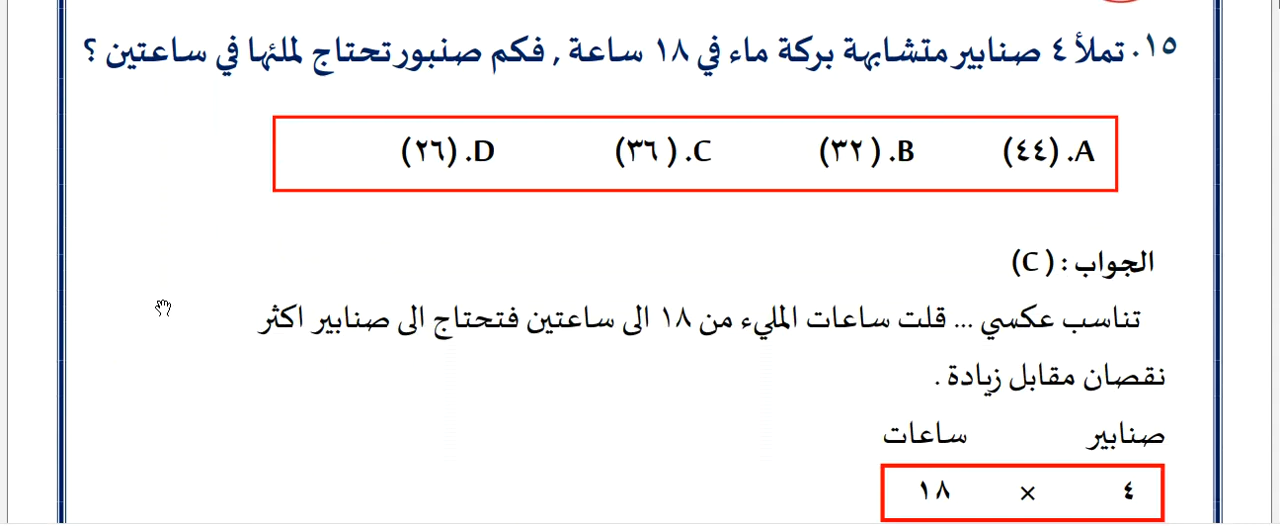 ١٥. تملأ ٤ صنابير متشابهة بركة ماء في ١٨ ساعة , فكم صنبور تحتاج لملئها في ساعتين ؟
A. (٤٤) B. (٣٢ ) C. (٣٦ ) D. (٢٦)
الجواب : ( C)
تناسب عكسي ... قلت ساعات المليء من ١٨ الى ساعتين فتحتاج الى صنابير اكثر
نقصان مقابل زيادة .
صنابير ساعات
٤ × ١٨